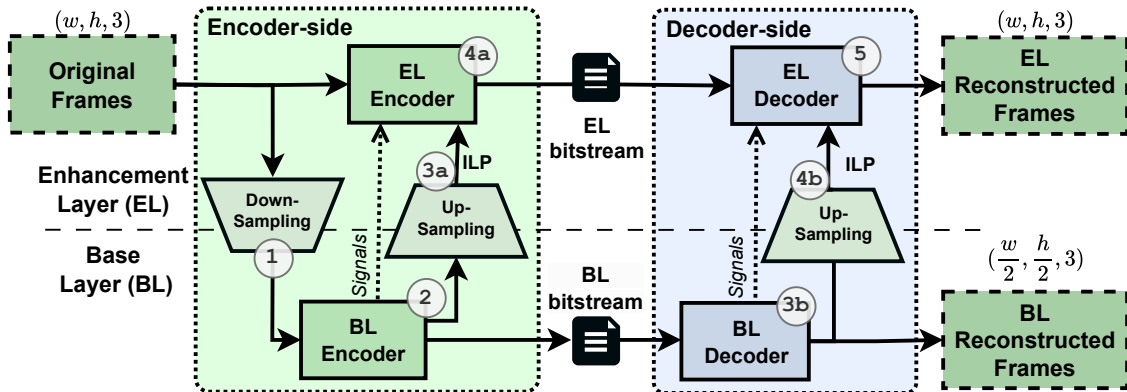 (w, h, 3)
Original
Frames
Encoder-side
EL
Encoder
4a
EL
bitstream
Decoder-side
EL
Decoder
5
(w, h, 3)
EL
Reconstructed
Frames
Enhancement
Layer (EL)
Base
Layer (BL)
Down-
Sampling
1
3a
ILP
Up-
Sampling
Signals
BL
Encoder
2
BL
bitstream
4b
ILP
Up-
Sampling
Signals
BL
Decoder
3b
(w/2, h/2, 3)
BL
Reconstructed
Frames